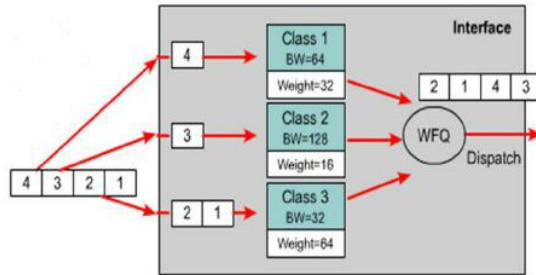 Interface
4
Class 1
BW=64
Weight=32
2 1 4 3
3
Class 2
BW=128
Weight=16
WFQ
Dispatch
4 3 2 1
2 1
Class 3
BW=32
Weight=64